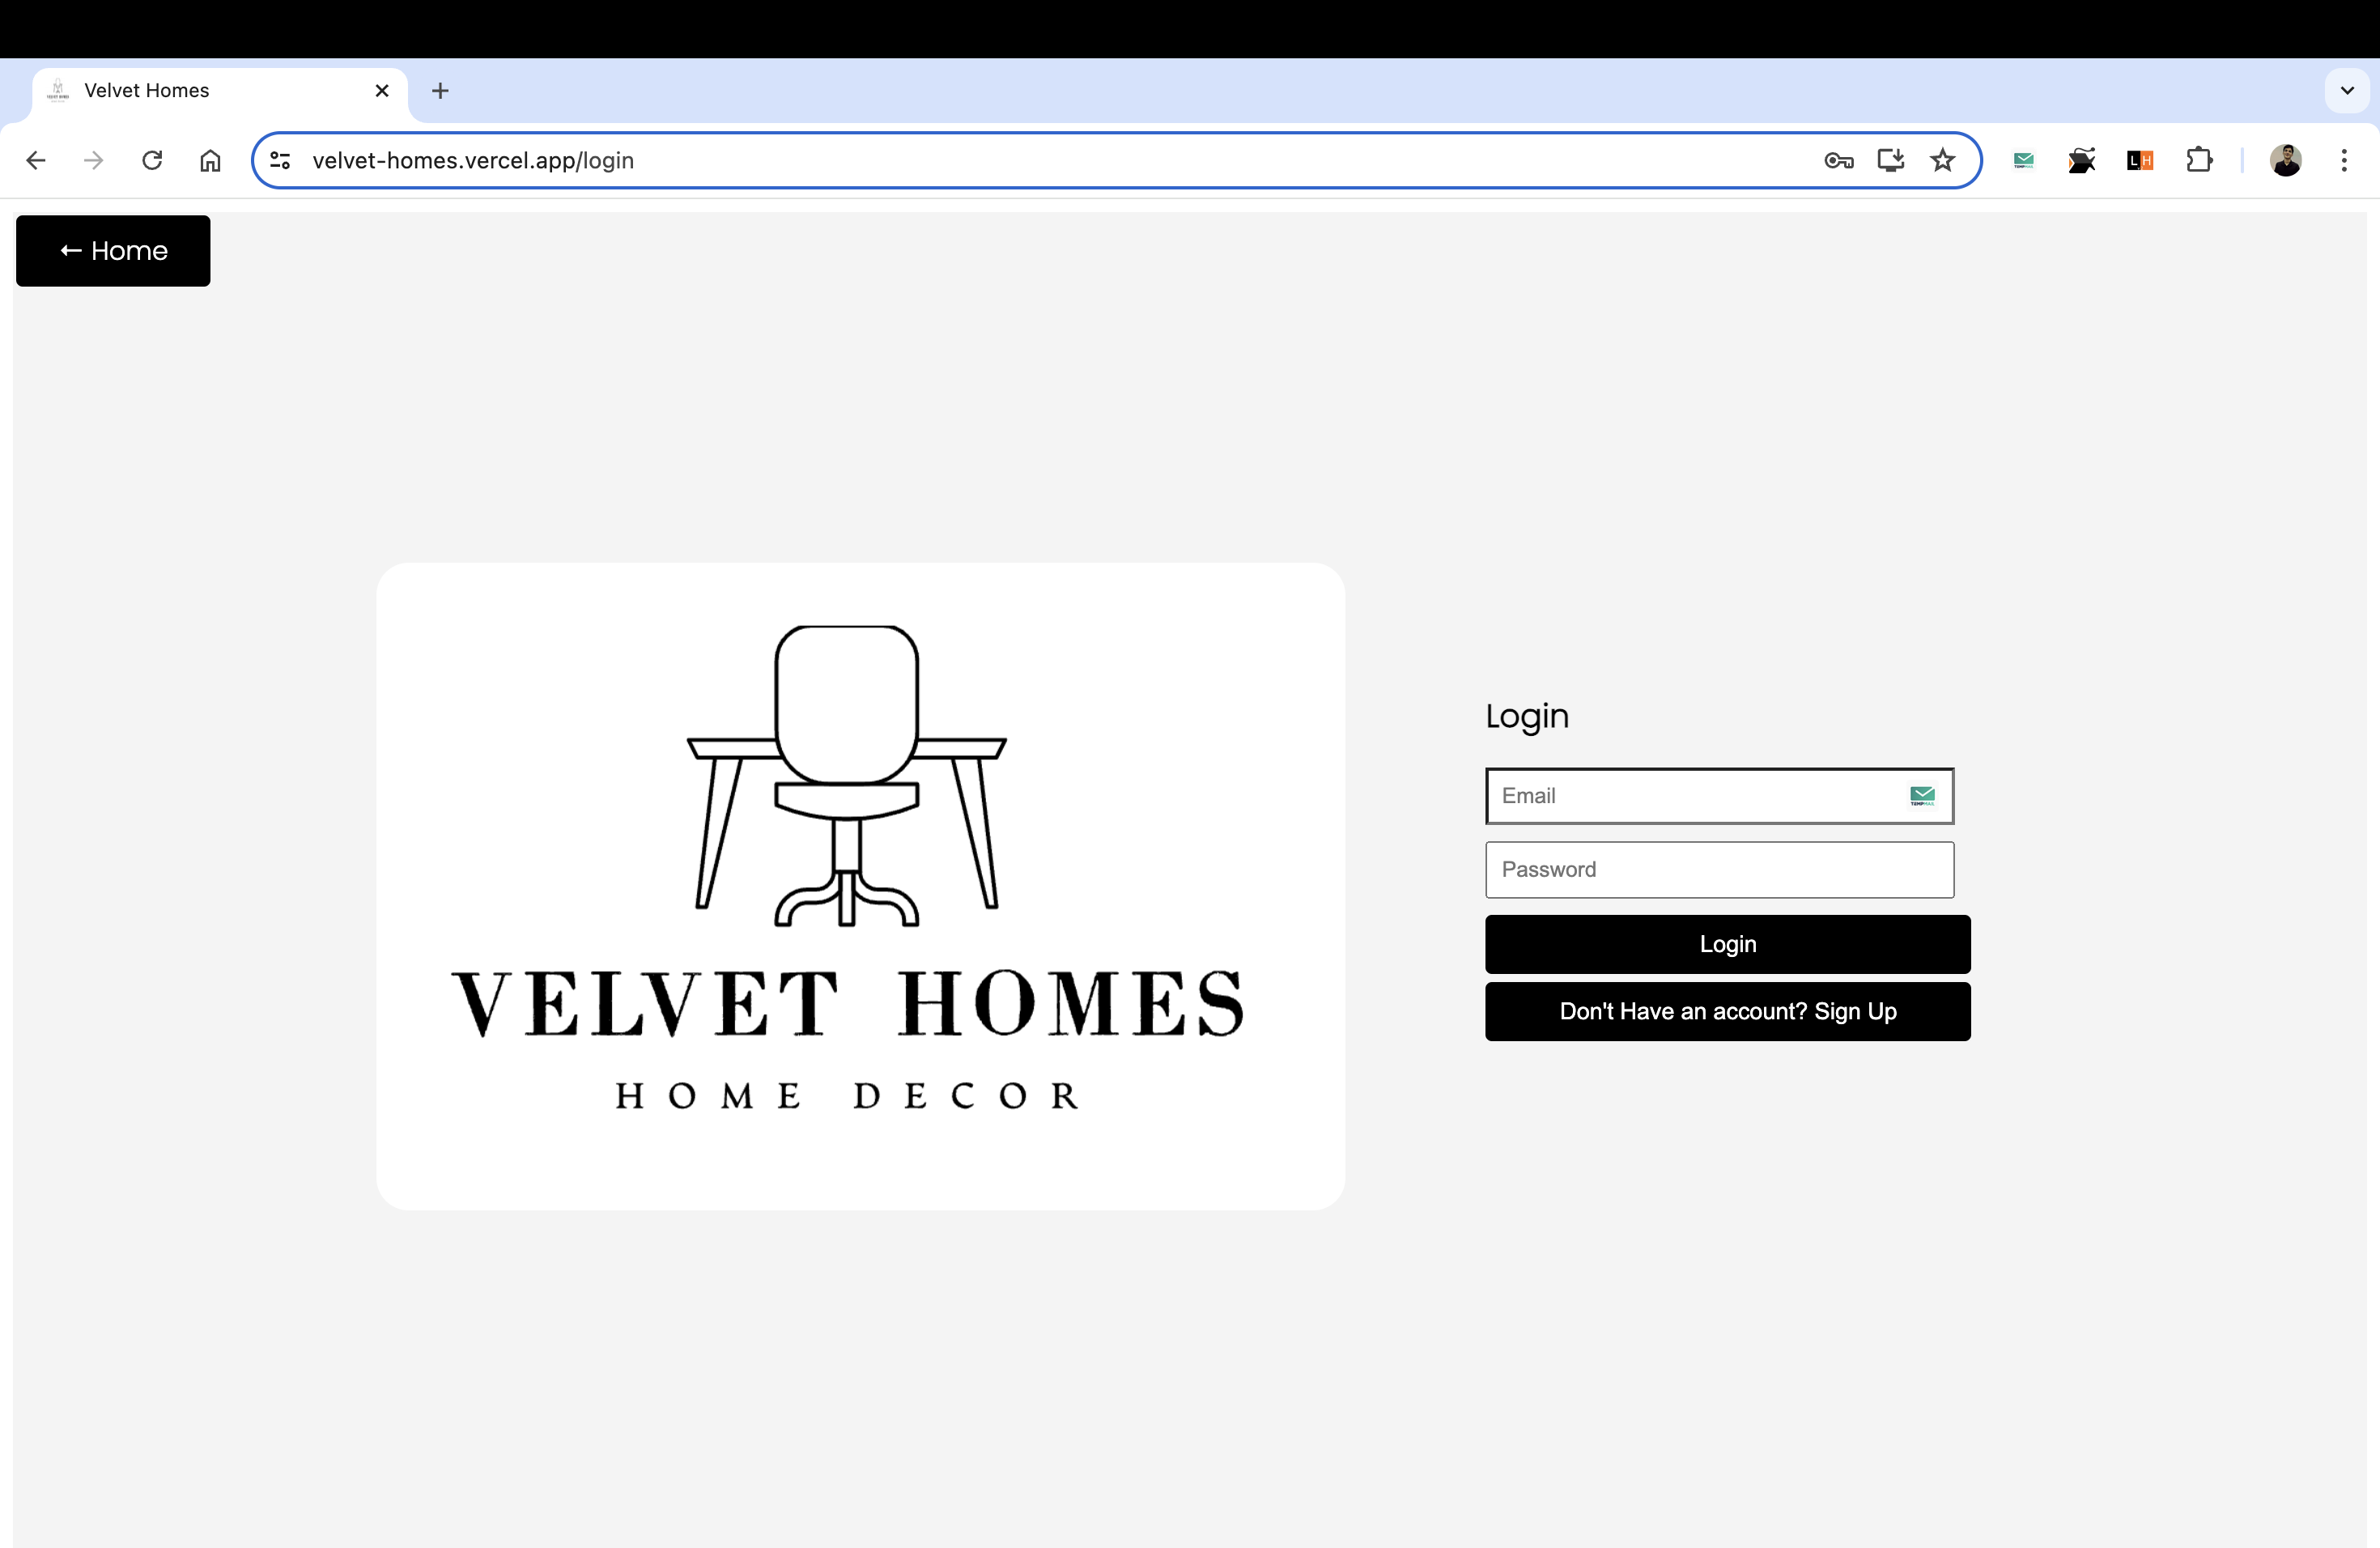 Velvet Homes
velvet-homes.vercel.app/login
← Home
VELVET HOMES
HOME DECOR
Login
Email
Password
Login
Don't Have an account? Sign Up